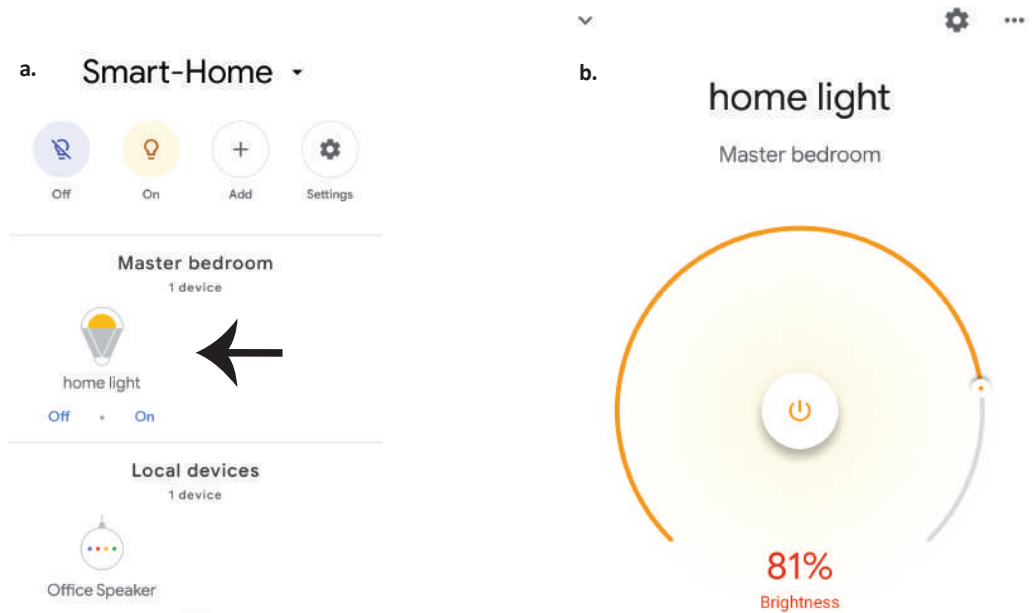 a.
Smart-Home
Off
On
Add
Settings
Master bedroom
1 device
home light
Off • On
Local devices
1 device
Office Speaker
b.
home light
Master bedroom
81%
Brightness